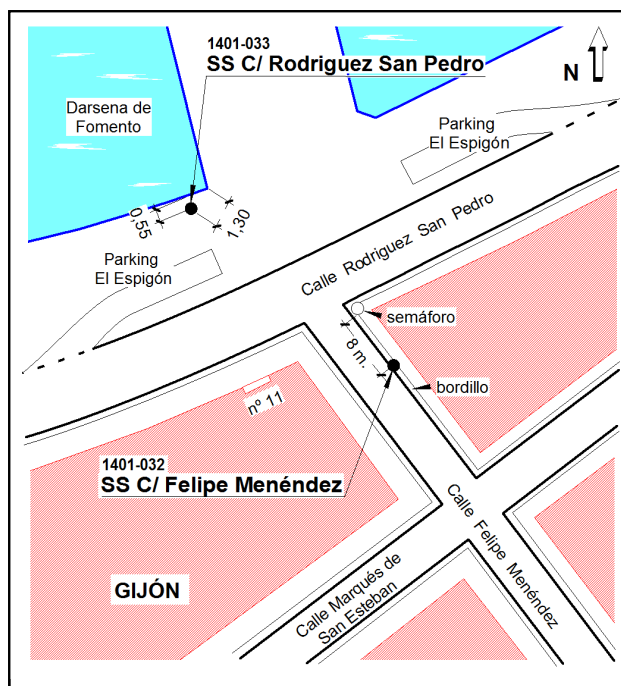 1401-033
SS C/ Rodriguez San Pedro
N
Darsena de
Fomento
Parking
El Espigón
0,55
1,30
Parking
El Espigón
Calle Rodriguez San Pedro
semáforo
8 m.
bordillo
nº 11
1401-032
SS C/ Felipe Menéndez
Calle Felipe Menéndez
GIJÓN
Calle Marqués de
San Esteban